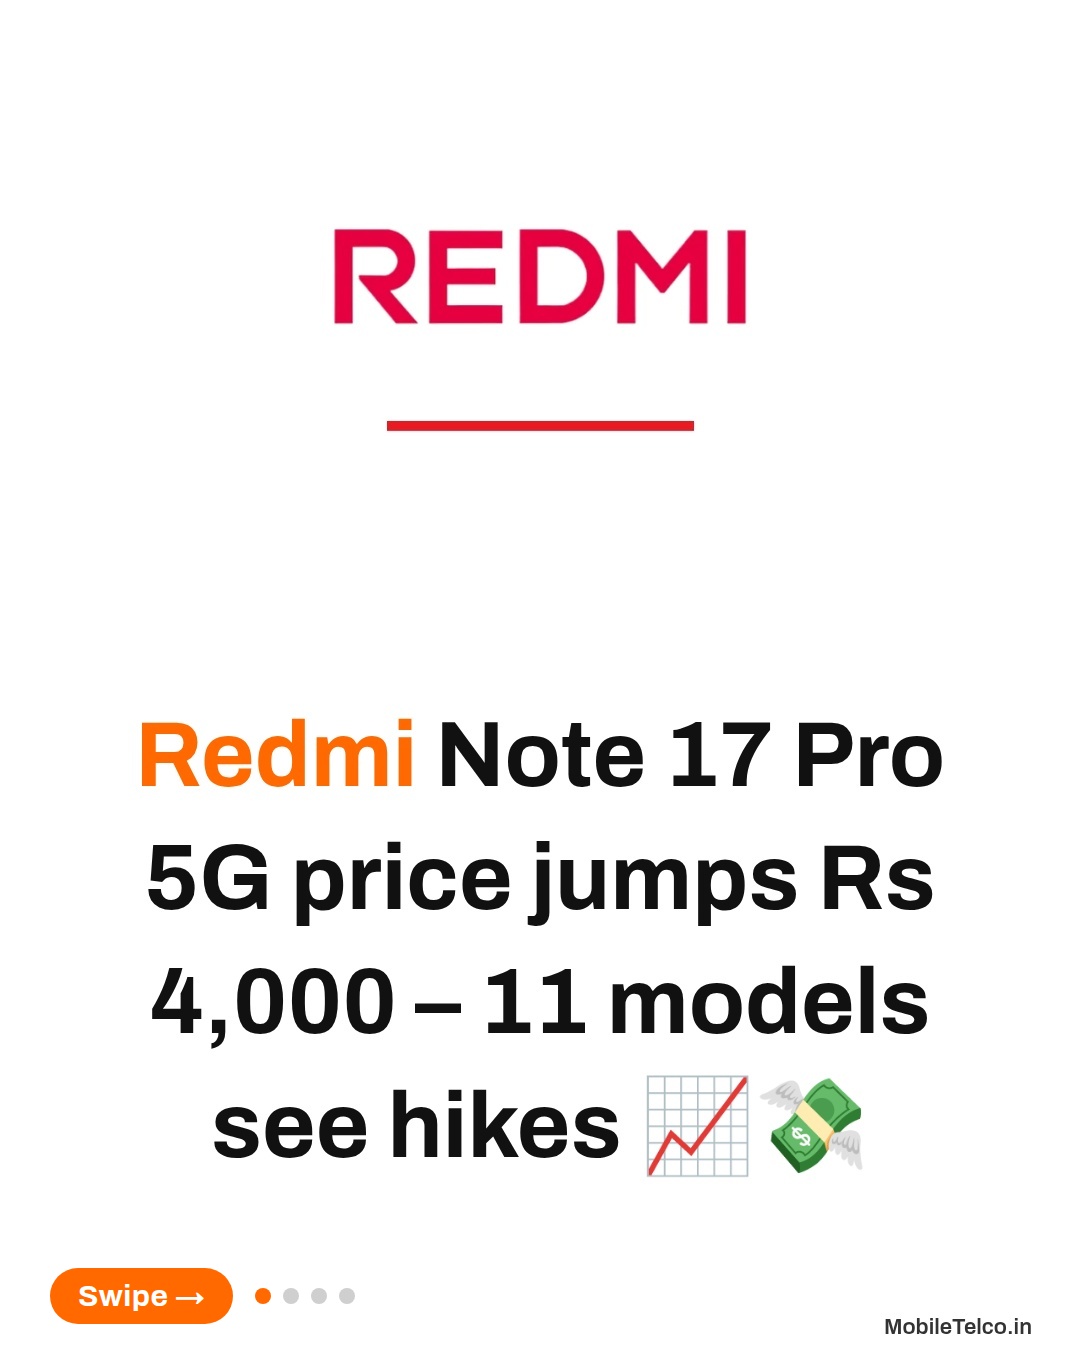 REDMI
Redmi Note 17 Pro
5G price jumps Rs
4,000 – 11 models
see hikes 📈💸
Swipe →
MobileTelco.in